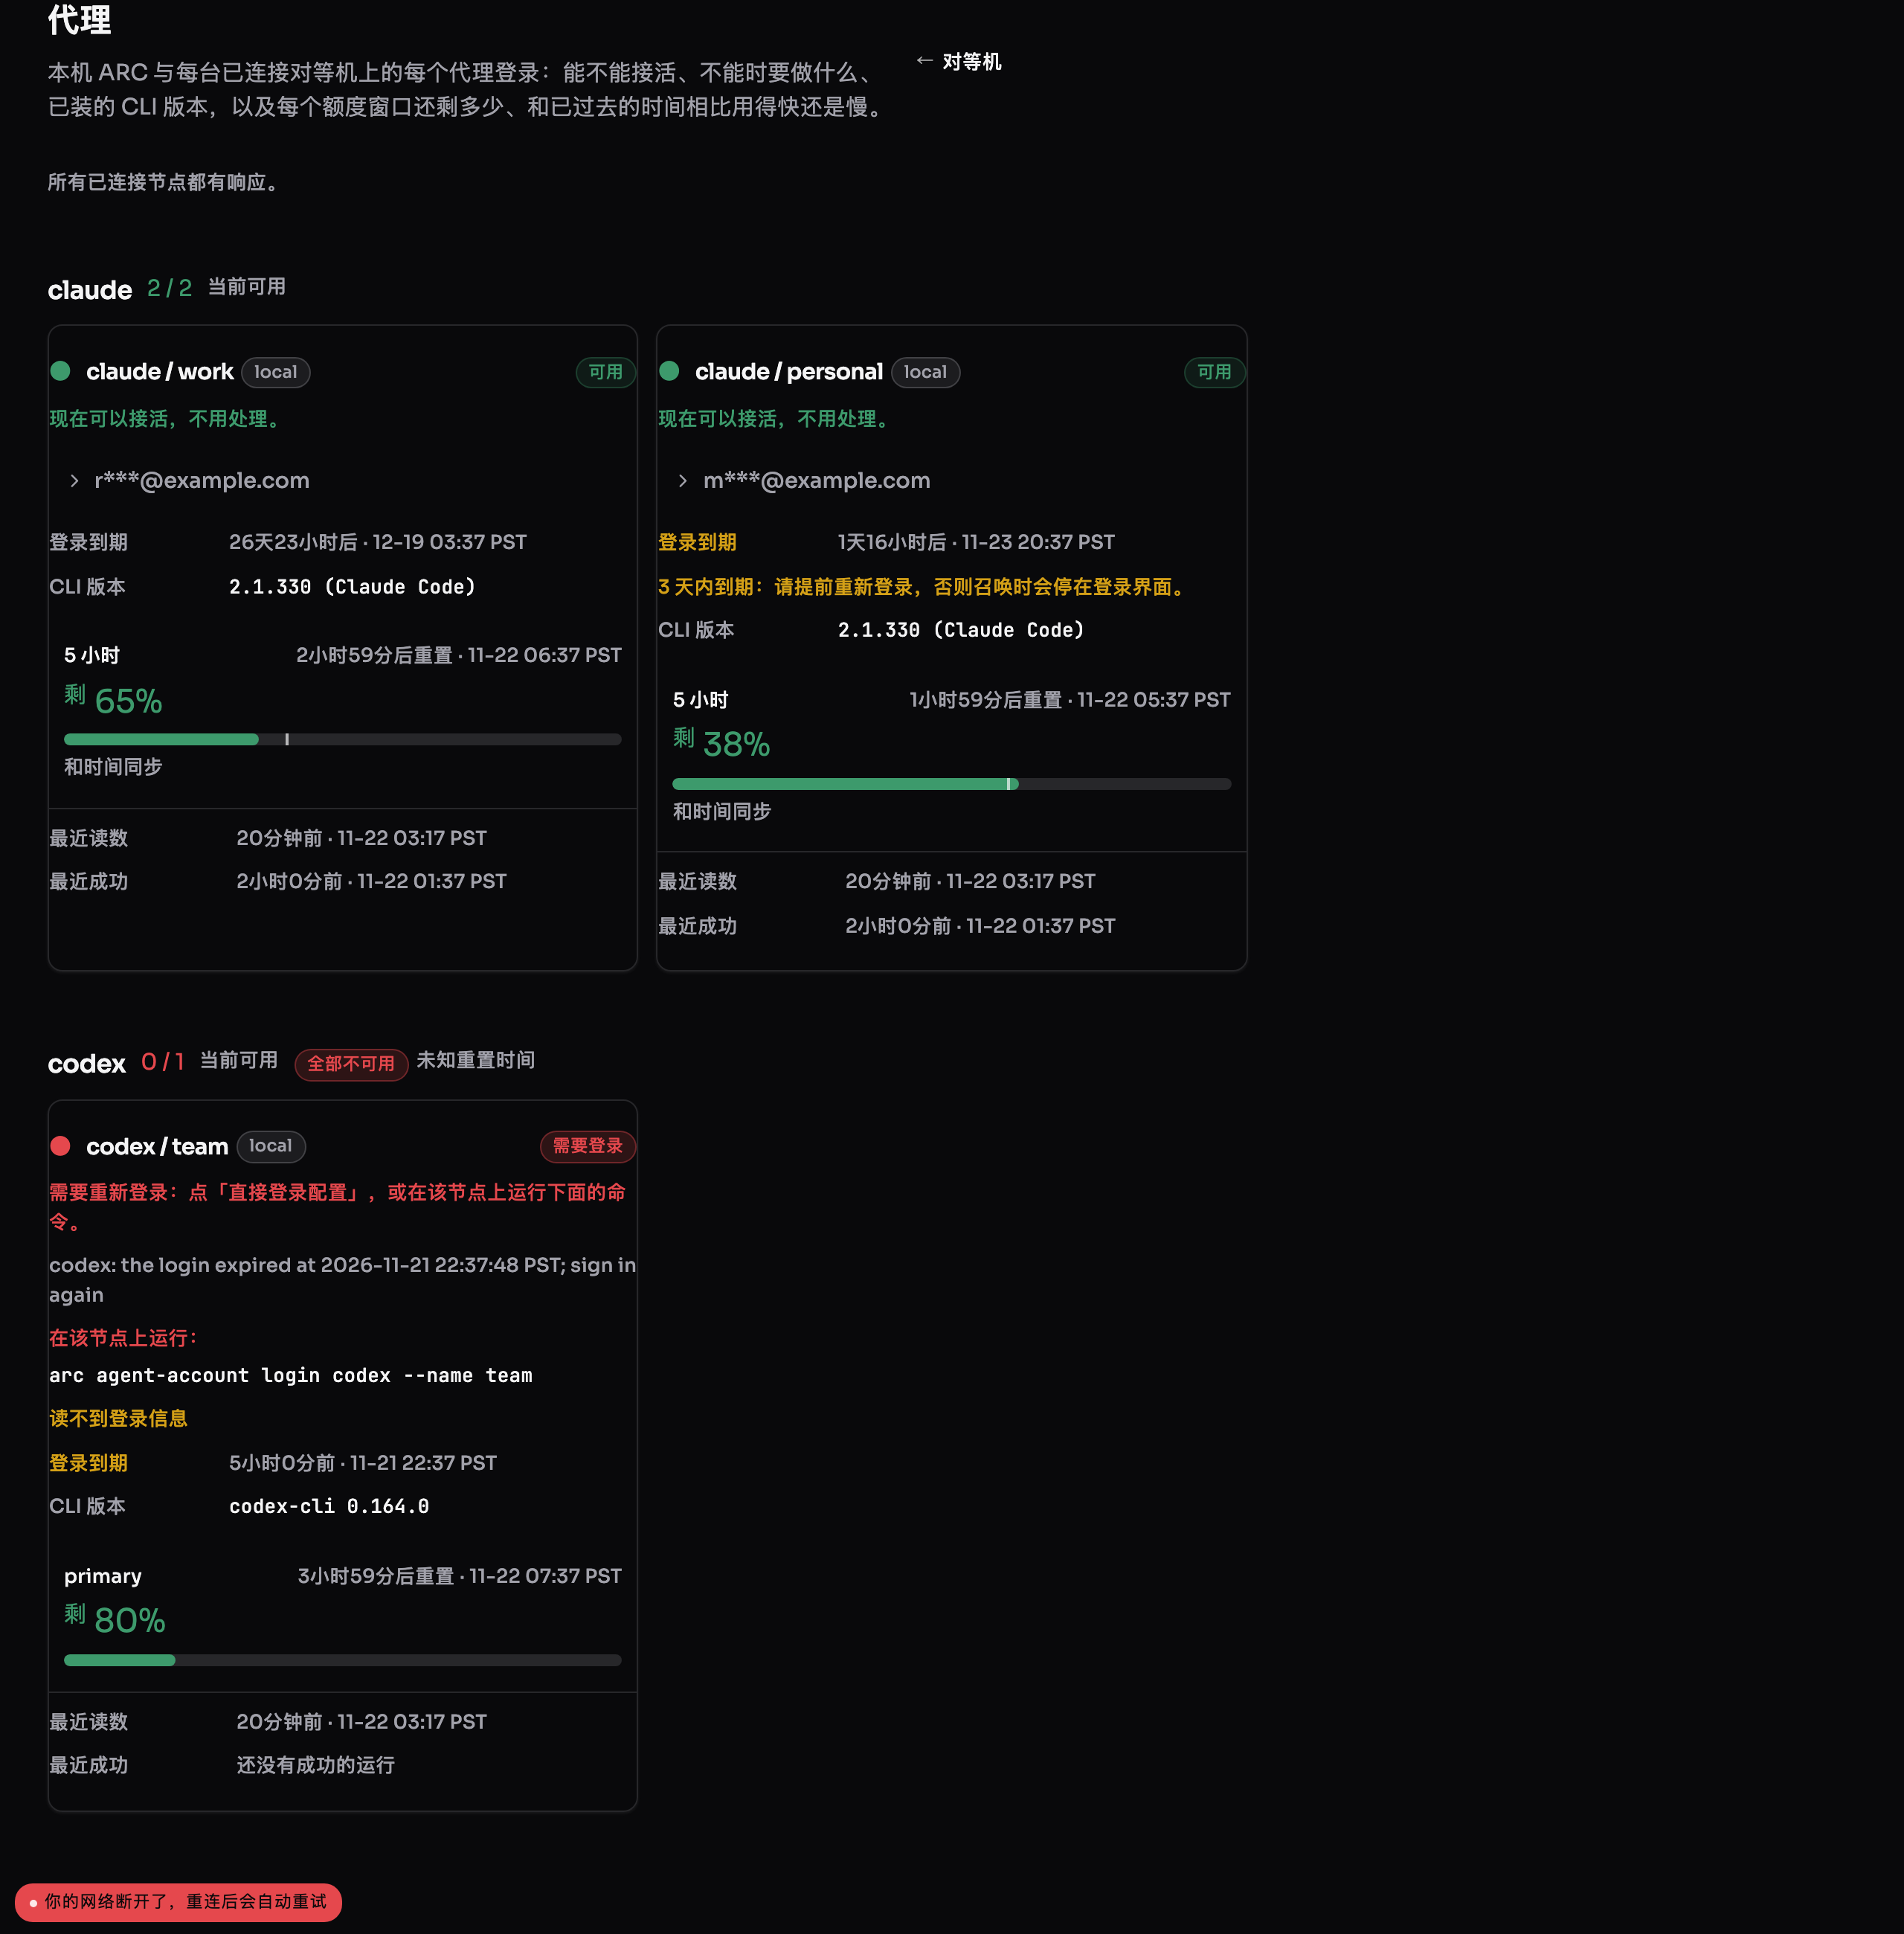 代理
本机 ARC 与每台已连接对等机上的每个代理登录：能不能接活、不能时要做什么、
已装的 CLI 版本，以及每个额度窗口还剩多少、和已过去的时间相比用得快还是慢。
← 对等机
所有已连接节点都有响应。
claude 2 / 2 当前可用
claude / work local 可用
现在可以接活，不用处理。
r***@example.com
登录到期 26天23小时后 · 12-19 03:37 PST
CLI 版本 2.1.330 (Claude Code)
5 小时 2小时59分后重置 · 11-22 06:37 PST
剩 65%
和时间同步
最近读数 20分钟前 · 11-22 03:17 PST
最近成功 2小时0分前 · 11-22 01:37 PST
claude / personal local 可用
现在可以接活，不用处理。
m***@example.com
登录到期 1天16小时后 · 11-23 20:37 PST
3 天内到期：请提前重新登录，否则召唤时会停在登录界面。
CLI 版本 2.1.330 (Claude Code)
5 小时 1小时59分后重置 · 11-22 05:37 PST
剩 38%
和时间同步
最近读数 20分钟前 · 11-22 03:17 PST
最近成功 2小时0分前 · 11-22 01:37 PST
codex 0 / 1 当前可用 全部不可用 未知重置时间
codex / team local 需要登录
需要重新登录：点「直接登录配置」，或在该节点上运行下面的命
令。
codex: the login expired at 2026-11-21 22:37:48 PST; sign in
again
在该节点上运行：
arc agent-account login codex --name team
读不到登录信息
登录到期 5小时0分前 · 11-21 22:37 PST
CLI 版本 codex-cli 0.164.0
primary 3小时59分后重置 · 11-22 07:37 PST
剩 80%
最近读数 20分钟前 · 11-22 03:17 PST
最近成功 还没有成功的运行
你的网络断开了，重连后会自动重试